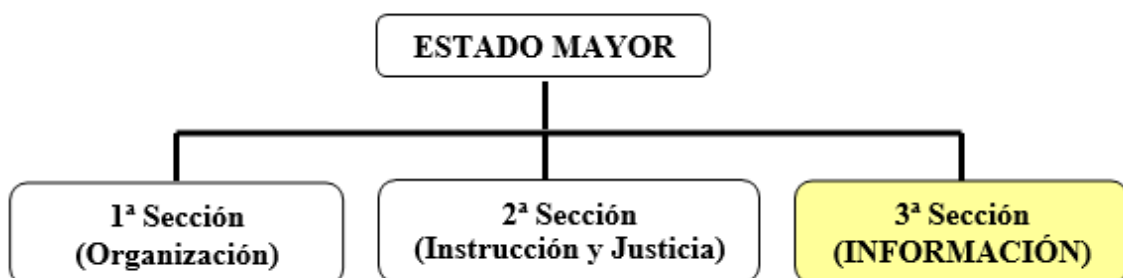 ESTADO MAYOR
1ª Sección
(Organización)
2ª Sección
(Instrucción y Justicia)
3ª Sección
(INFORMACIÓN)